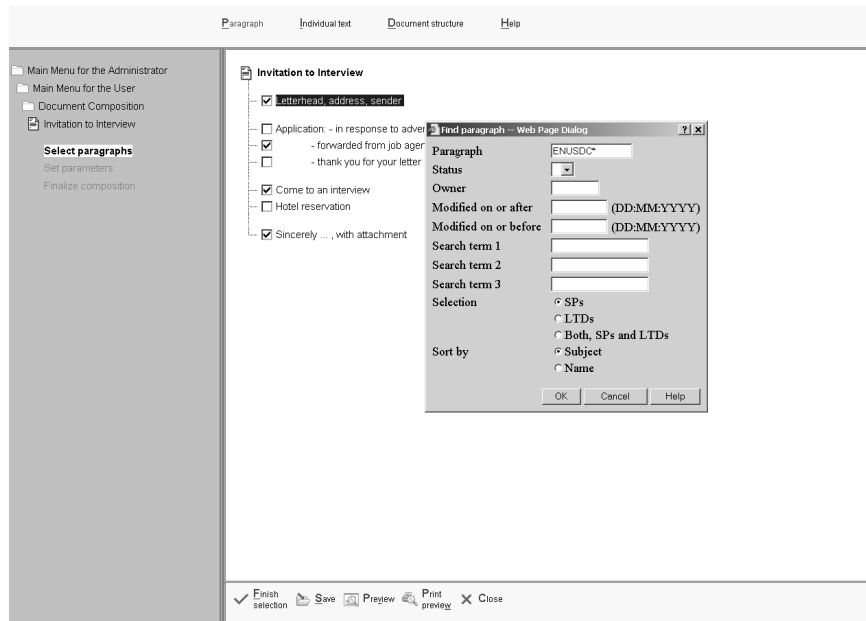 Paragraph Individual text Document structure Help
Main Menu for the Administrator
Main Menu for the User
Document Composition
Invitation to Interview
Select paragraphs
Set parameters
Finalize composition
Invitation to Interview
Letterhead, address, sender
Application: - in response to adver
- forwarded from job ager
- thank you for your letter
Come to an interview
Hotel reservation
Sincerely ... , with attachment
Find paragraph -- Web Page Dialog
Paragraph ENUSDC*
Status
Owner
Modified on or after (DD:MM:YYYY)
Modified on or before (DD:MM:YYYY)
Search term 1
Search term 2
Search term 3
Selection SPs
LTDs
Both, SPs and LTDs
Sort by Subject
Name
OK Cancel Help
Finish selection Save Preview Print preview Close